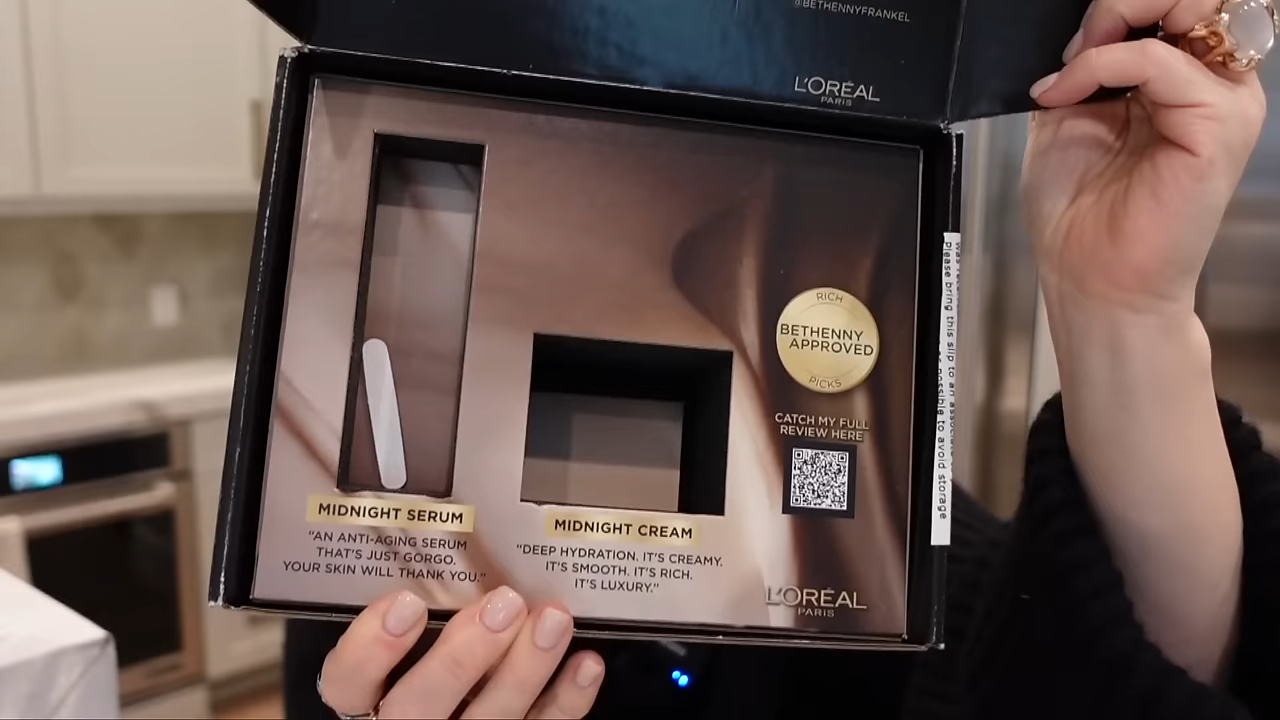 @BETHENNYFRANKEL
L'ORÉAL
PARIS
RICH
BETHENNY
APPROVED
PICKS
CATCH MY FULL
REVIEW HERE
please bring this slip to an
possible to avoid storage
MIDNIGHT SERUM
"AN ANTI-AGING SERUM
THAT'S JUST GORGO.
YOUR SKIN WILL THANK YOU."
MIDNIGHT CREAM
"DEEP HYDRATION. IT'S CREAMY.
IT'S SMOOTH. IT'S RICH.
IT'S LUXURY."
L'ORÉAL
PARIS